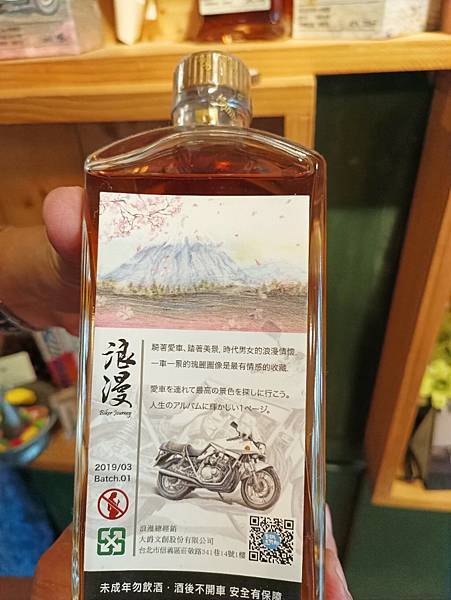 浪漫
Biker Journey
2019/03
Batch.01
騎著愛車、踏著美景,時代男女的浪漫情懷
一車一景的瑰麗圖像是最有情感的收藏
愛車を連れて最高の景色を探しに行こう。
人生のアルバムに輝かしい1ページ。
浪漫總經銷
大爵文創股份有限公司
台北市信義區莊敬路341巷14號1樓
未成年勿飲酒・酒後不開車 安全有保障